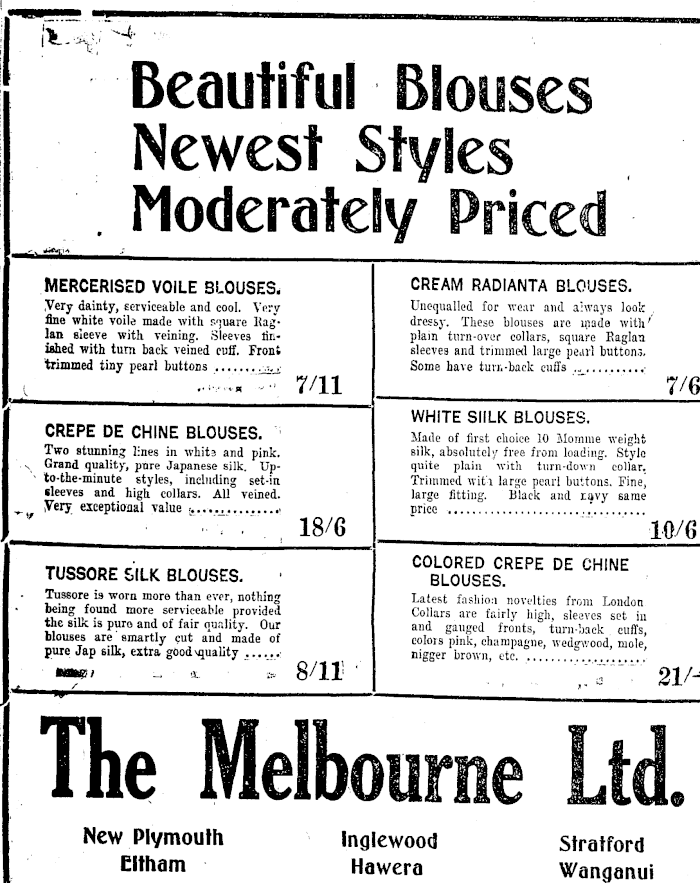 Beautiful Blouses
Newest Styles
Moderately Priced
MERCERISED VOILE BLOUSES.
Very dainty, serviceable and cool. Very
fine white voile made with square Rag-
lan sleeve with veining. Sleeves fin-
ished with turn back veined cuff. Front
trimmed tiny pearl buttons ..........
7/11
CREPE DE CHINE BLOUSES.
Two stunning lines in white and pink.
Grand quality, pure Japanese silk. Up-
to-the-minute styles, including set-in
sleeves and high collars. All veined.
Very exceptional value ..............
18/6
TUSSORE SILK BLOUSES.
Tussore is worn more than ever, nothing
being found more serviceable provided
the silk is pure and of fair quality. Our
blouses are smartly cut and made of
pure Jap silk, extra good quality ......
8/11
CREAM RADIANTA BLOUSES.
Unequalled for wear and always look
dressy. These blouses are made with
plain turn-over collars, square Raglan
sleeves and trimmed large pearl buttons.
Some have turn-back cuffs ...........
7/6
WHITE SIILK BLOUSES.
Made of first choice 10 Momme weight
silk, absolutely free from loading. Style
quite plain with turn-down collar.
Trimmed with large pearl buttons. Fine,
large fitting. Black and navy same
price ................................
10/6
COLORED CREPE DE CHINE
BLOUSES.
Latest fashion novelties from London
Collars are fairly high, sleeves set in
and gauged fronts, turn-back cuffs,
colors pink, champagne, wedgwood, mole,
nigger brown, etc. ...................
21/-
The Melbourne Ltd.
New Plymouth Inglewood Stratford
Eltham Hawera Wanganui